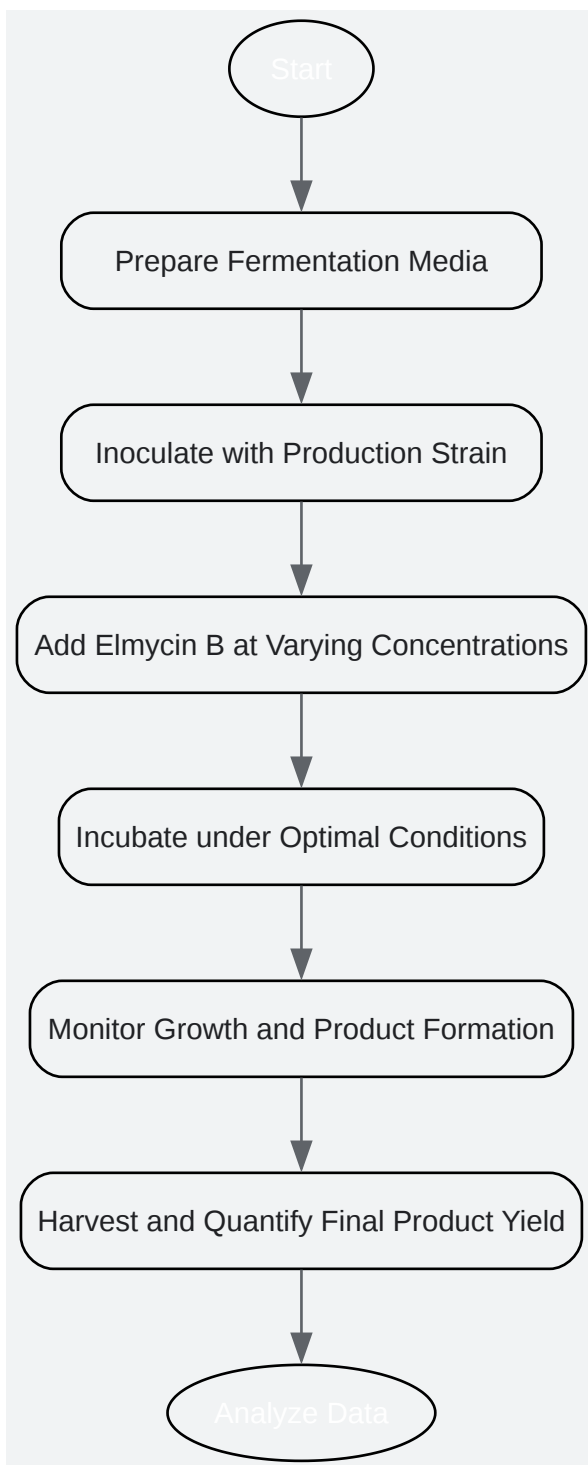 Start
Prepare Fermentation Media
Inoculate with Production Strain
Add Elmycin B at Varying Concentrations
Incubate under Optimal Conditions
Monitor Growth and Product Formation
Harvest and Quantify Final Product Yield
Analyze Data